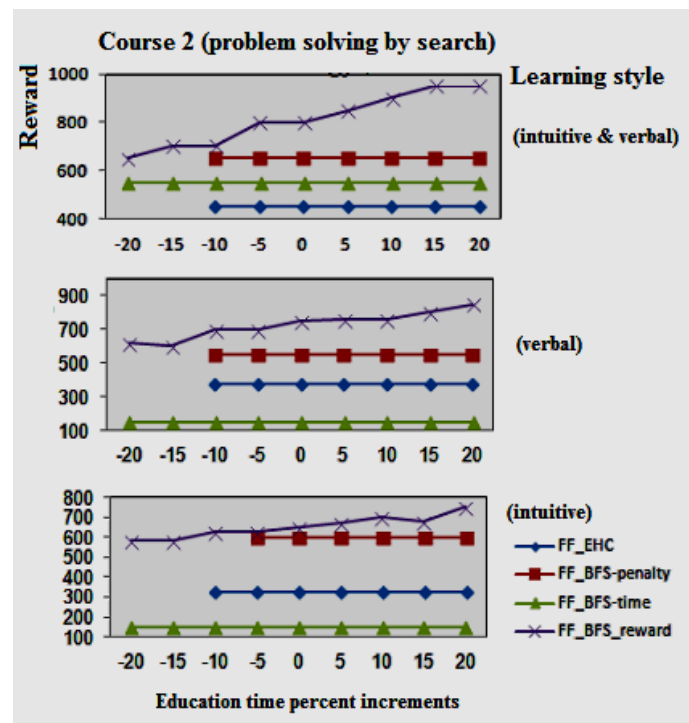 Course 2 (problem solving by search)
Reward
Learning style
1000
800
600
400
(intuitive & verbal)
-20 -15 -10 -5 0 5 10 15 20
900
700
500
300
100
(verbal)
-20 -15 -10 -5 0 5 10 15 20
800
700
600
500
400
300
200
100
(intuitive)
FF_EHC
FF_BFS-penalty
FF_BFS-time
FF_BFS_reward
-20 -15 -10 -5 0 5 10 15 20
Education time percent increments